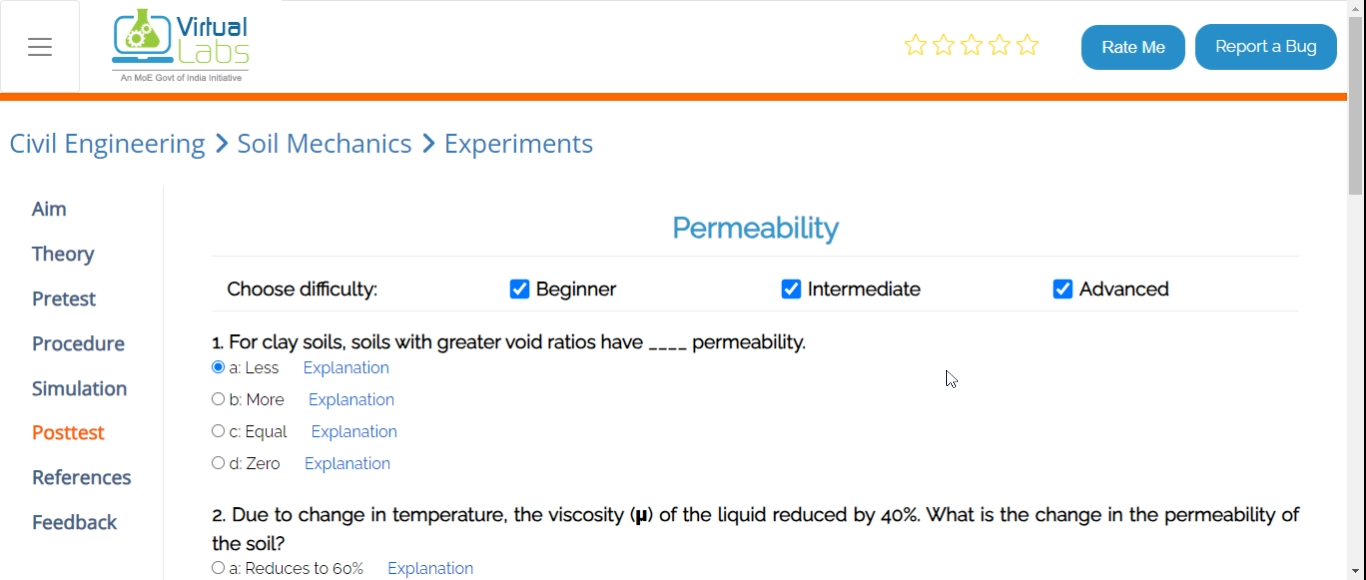 Virtual
Labs
An MoE Govt of India Initiative
Rate Me
Report a Bug
Civil Engineering > Soil Mechanics > Experiments
Aim
Theory
Pretest
Procedure
Simulation
Posttest
References
Feedback
Permeability
Choose difficulty: Beginner Intermediate Advanced
1. For clay soils, soils with greater void ratios have ____ permeability.
a: Less Explanation
b: More Explanation
c: Equal Explanation
d: Zero Explanation
2. Due to change in temperature, the viscosity (μ) of the liquid reduced by 40%. What is the change in the permeability of
the soil?
a: Reduces to 60% Explanation